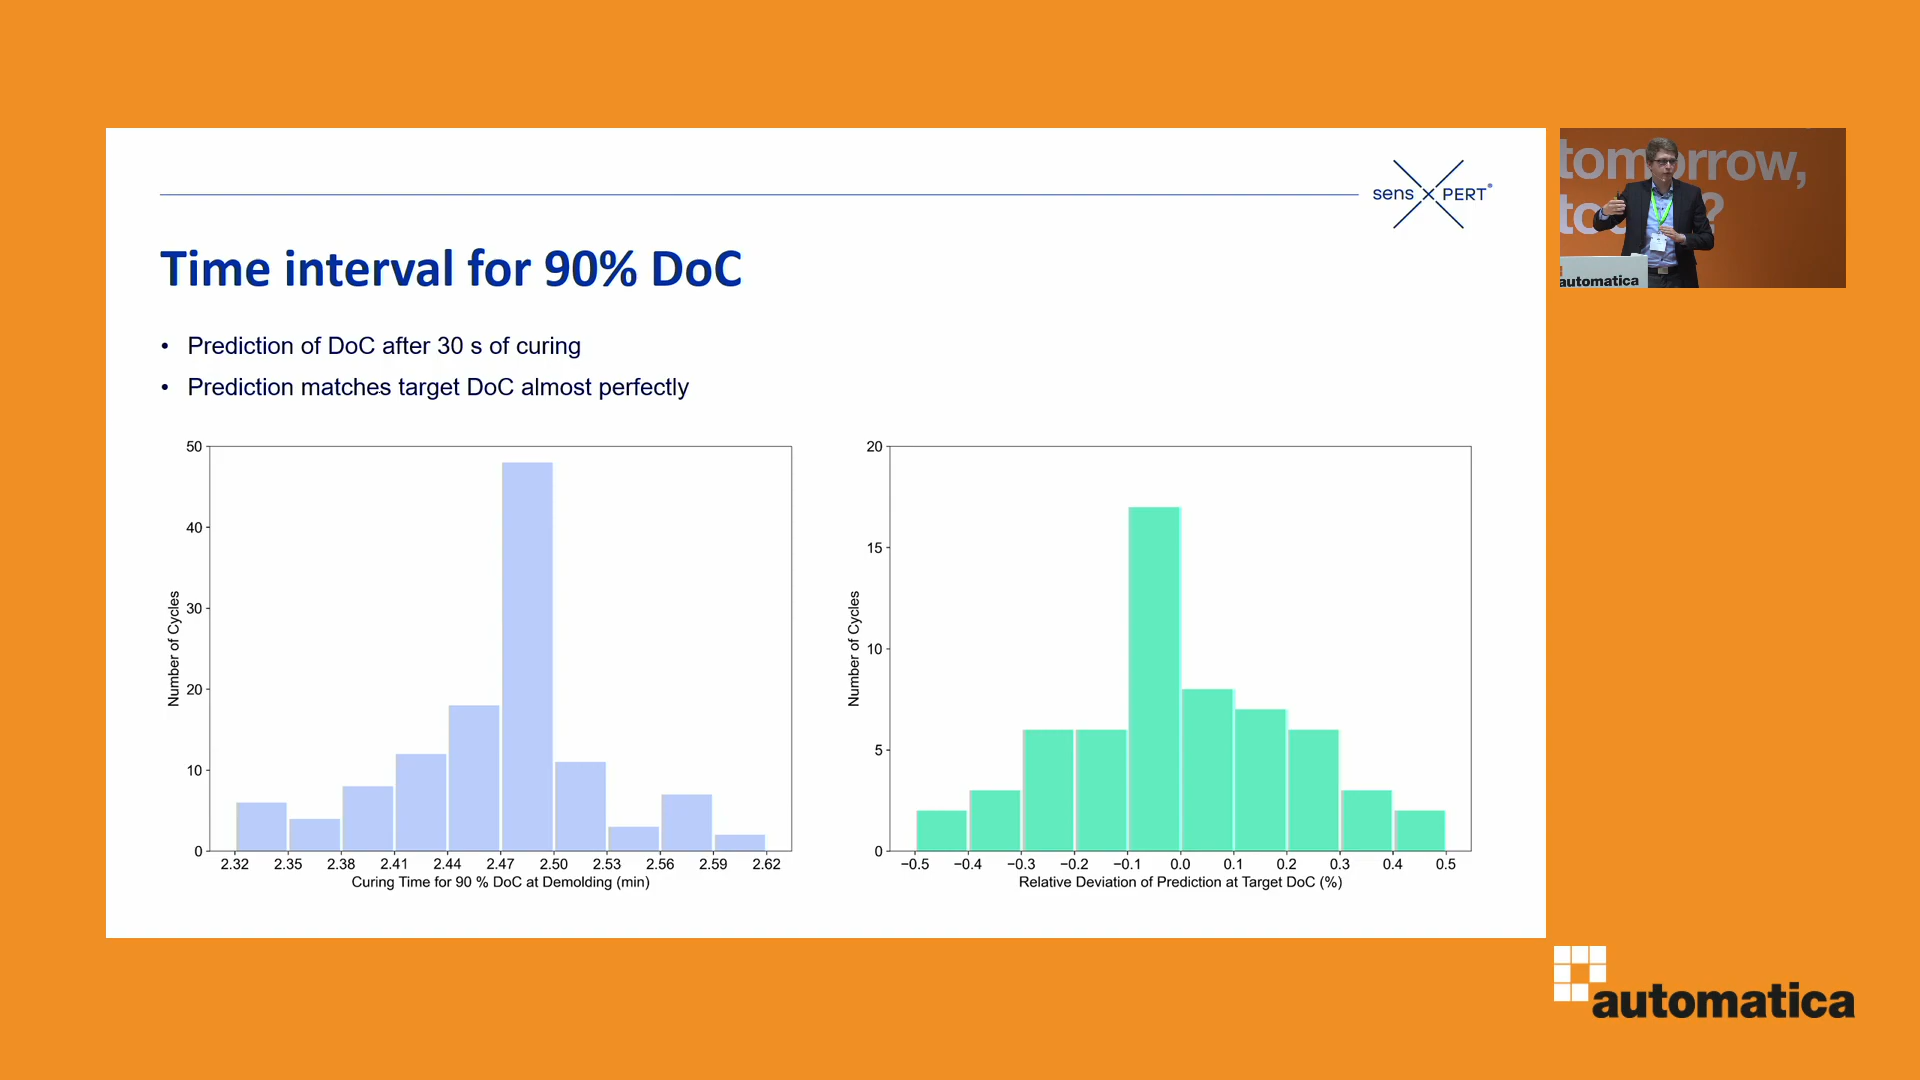 sens PERT®
Time interval for 90% DoC
• Prediction of DoC after 30 s of curing
• Prediction matches target DoC almost perfectly
50
40
30
20
10
0
Number of Cycles
2.32 2.35 2.38 2.41 2.44 2.47 2.50 2.53 2.56 2.59 2.62
Curing Time for 90 % DoC at Demolding (min)
20
15
10
5
0
Number of Cycles
−0.5 −0.4 −0.3 −0.2 −0.1 0.0 0.1 0.2 0.3 0.4 0.5
Relative Deviation of Prediction at Target DoC (%)
tomorrow,
?
automatica
automatica